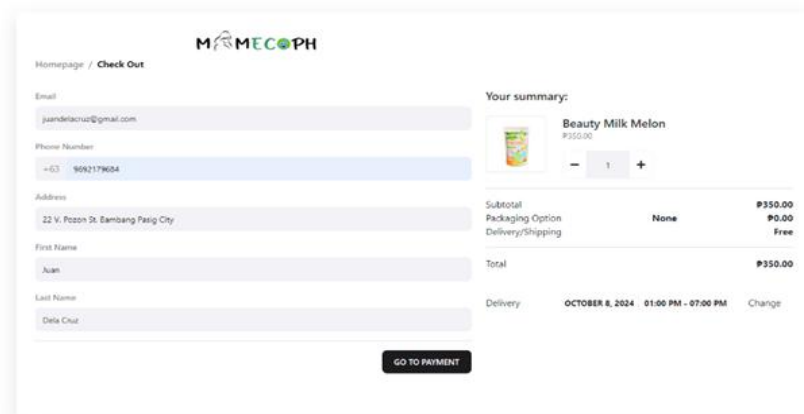 MAMECOPH
Homepage / Check Out
Email
juandelacruz@gmail.com
Phone Number
+63 9692179684
Address
22 V. Pozon St. Bambang Pasig City
First Name
Juan
Last Name
Dela Cruz
GO TO PAYMENT
Your summary:
Beauty Milk Melon
₱350.00
− 1 +
Subtotal ₱350.00
Packaging Option None ₱0.00
Delivery/Shipping Free
Total ₱350.00
Delivery OCTOBER 8, 2024 01:00 PM - 07:00 PM Change